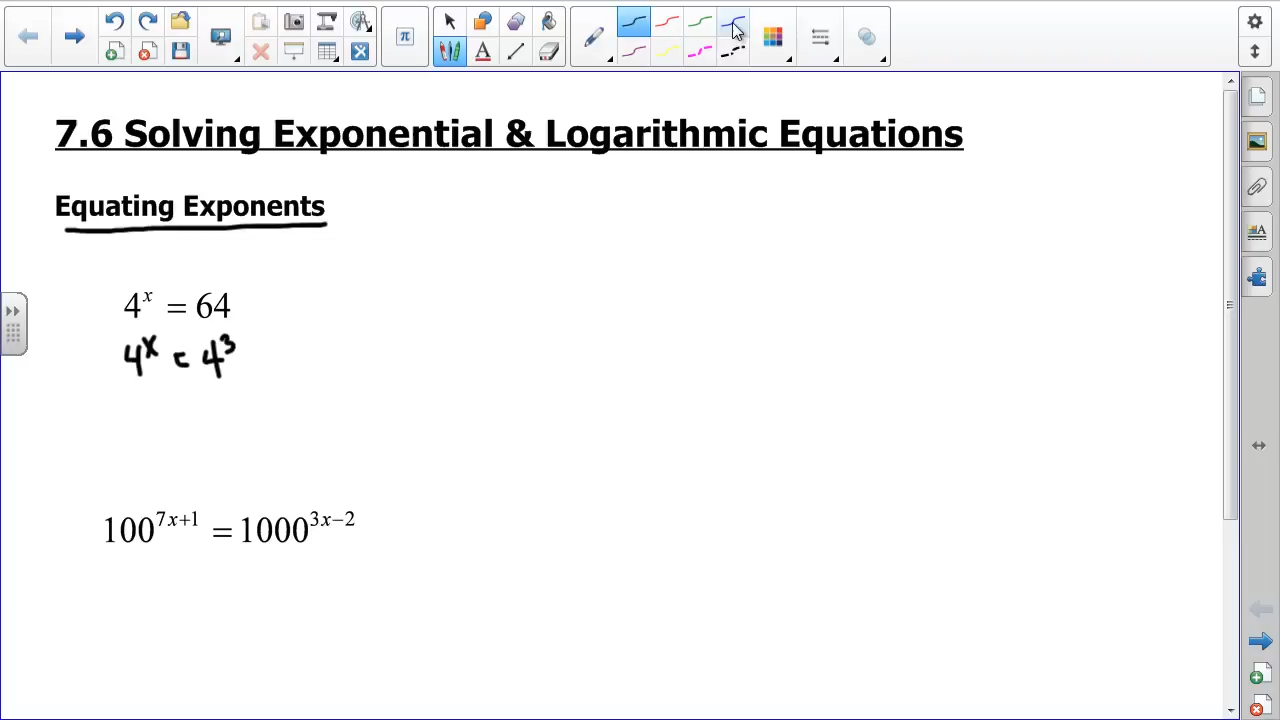 7.6 Solving Exponential & Logarithmic Equations
Equating Exponents
4^x = 64
4^x = 4^3
100^{7x+1} = 1000^{3x-2}